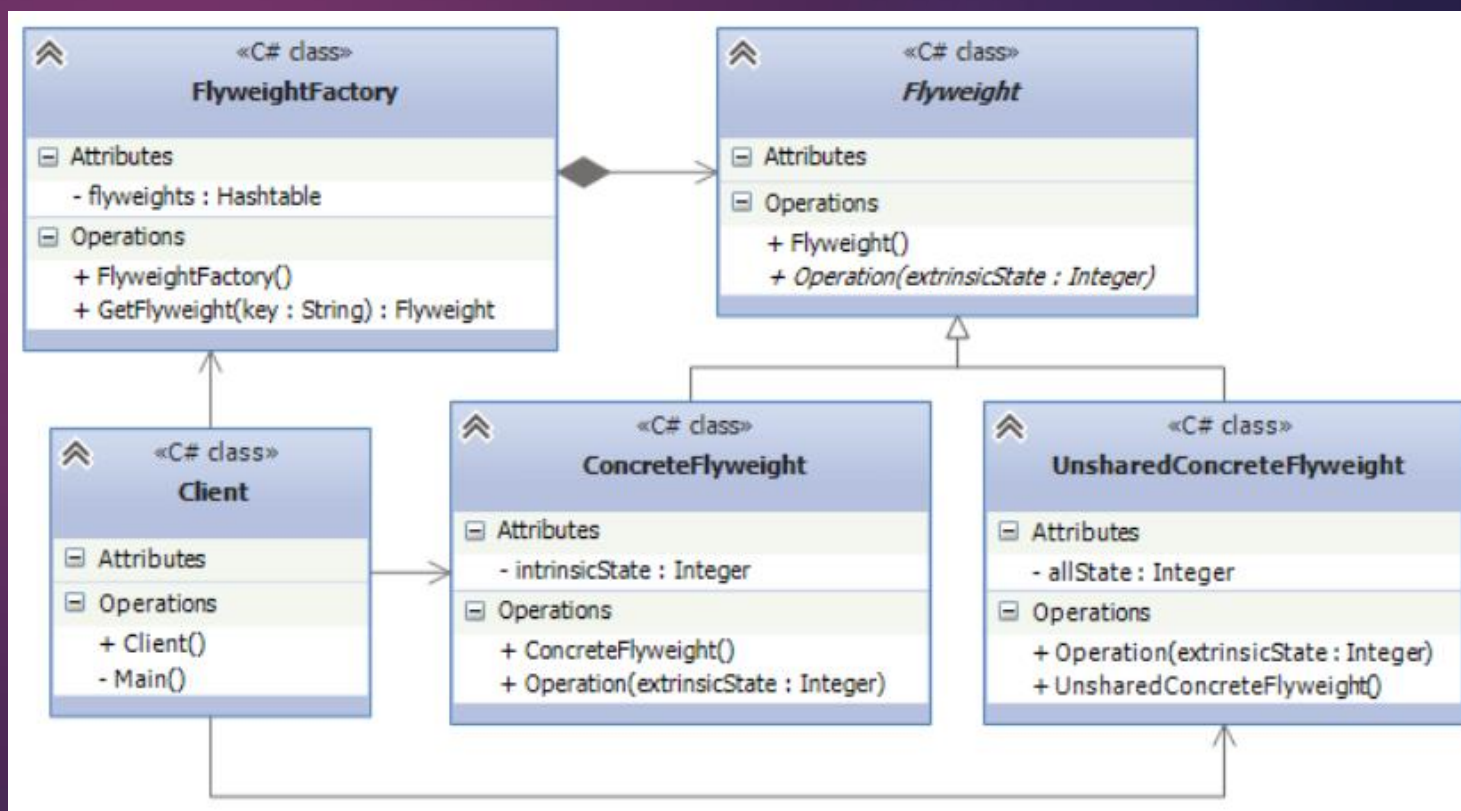 «C# class»
FlyweightFactory
Attributes
- flyweights : Hashtable
Operations
+ FlyweightFactory()
+ GetFlyweight(key : String) : Flyweight
«C# class»
Flyweight
Attributes
Operations
+ Flyweight()
+ Operation(extrinsicState : Integer)
«C# class»
Client
Attributes
Operations
+ Client()
- Main()
«C# class»
ConcreteFlyweight
Attributes
- intrinsicState : Integer
Operations
+ ConcreteFlyweight()
+ Operation(extrinsicState : Integer)
«C# class»
UnsharedConcreteFlyweight
Attributes
- allState : Integer
Operations
+ Operation(extrinsicState : Integer)
+ UnsharedConcreteFlyweight()